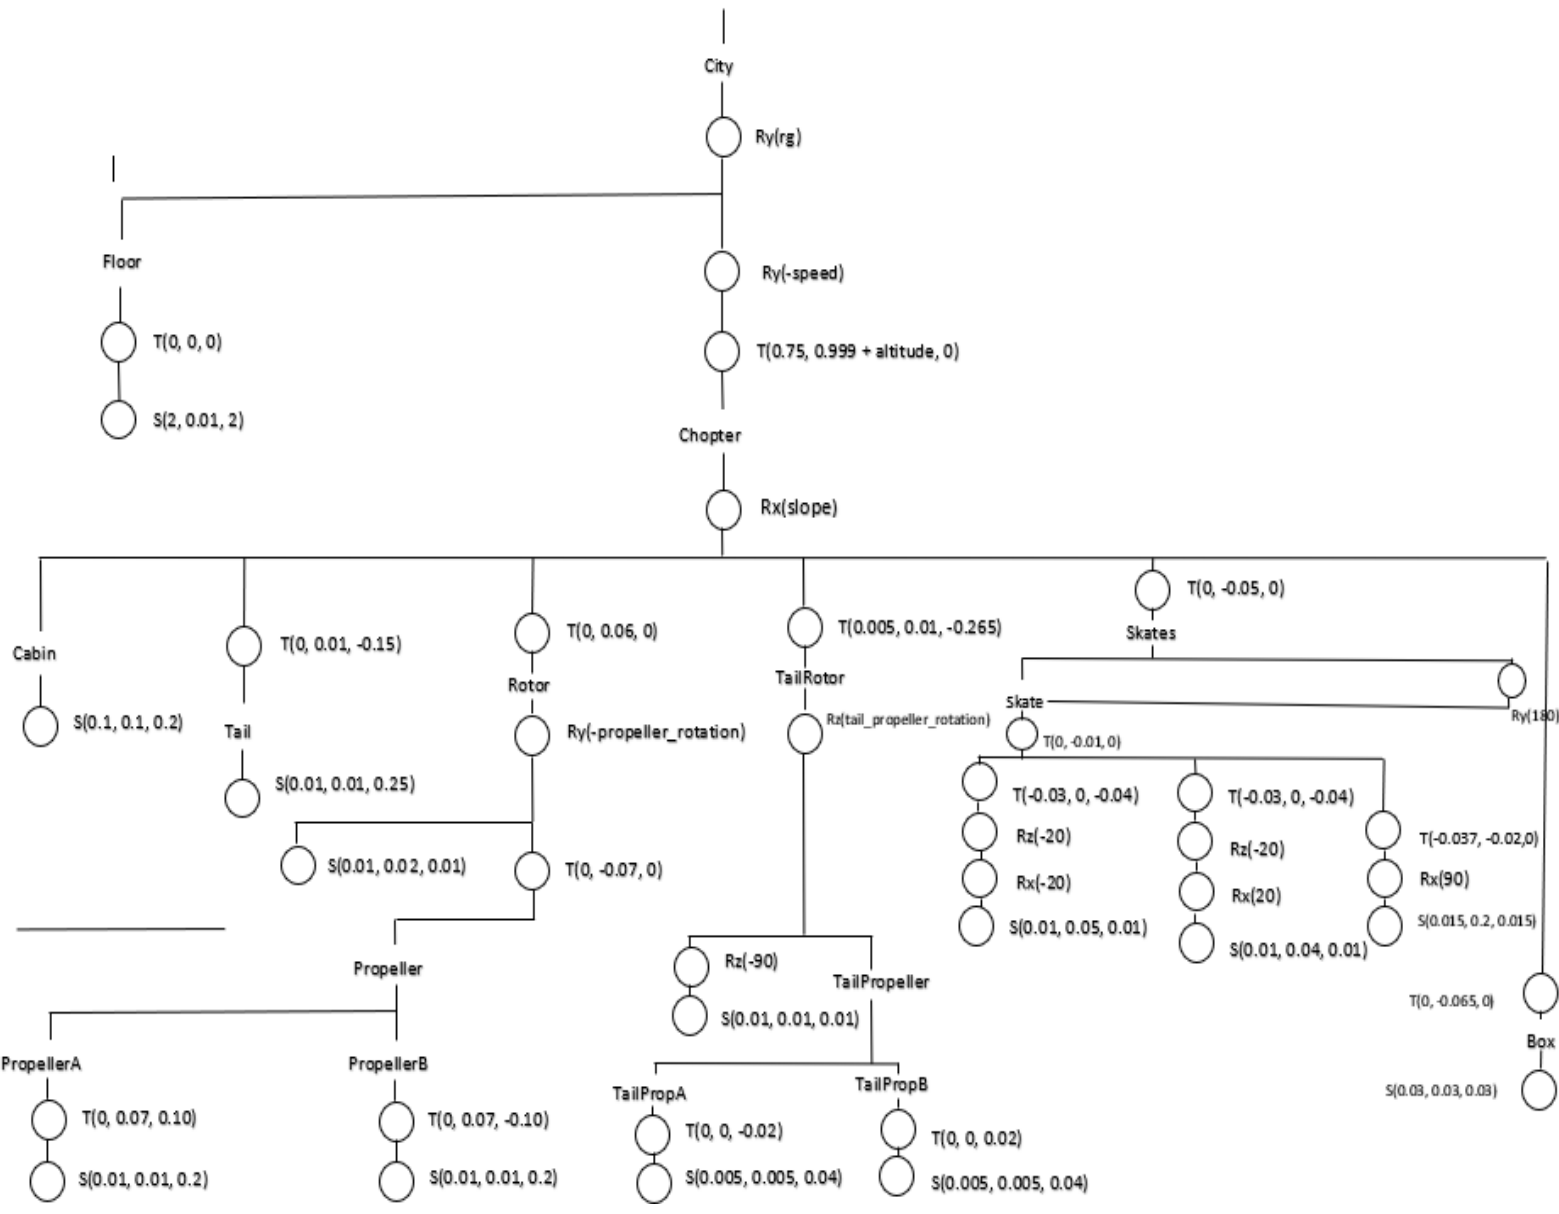 City
Ry(rg)
Floor
Ry(-speed)
T(0, 0, 0)
T(0.75, 0.999 + altitude, 0)
S(2, 0.01, 2)
Chopter
Rx(slope)
T(0, -0.05, 0)
T(0, 0.01, -0.15)
T(0, 0.06, 0)
T(0.005, 0.01, -0.265)
Skates
Cabin
Rotor
TailRotor
Skate
S(0.1, 0.1, 0.2)
Tail
Ry(-propeller_rotation)
Rz(tail_propeller_rotation)
Ry(180)
T(0, -0.01, 0)
S(0.01, 0.01, 0.25)
T(-0.03, 0, -0.04)
T(-0.03, 0, -0.04)
Rz(-20)
Rz(-20)
T(-0.037, -0.02,0)
S(0.01, 0.02, 0.01)
T(0, -0.07, 0)
Rx(-20)
Rx(20)
Rx(90)
S(0.01, 0.05, 0.01)
S(0.01, 0.04, 0.01)
S(0.015, 0.2, 0.015)
Propeller
Rz(-90)
TailPropeller
T(0, -0.065, 0)
S(0.01, 0.01, 0.01)
Box
PropellerA
PropellerB
TailPropA
TailPropB
S(0.03, 0.03, 0.03)
T(0, 0.07, 0.10)
T(0, 0.07, -0.10)
T(0, 0, -0.02)
T(0, 0, 0.02)
S(0.01, 0.01, 0.2)
S(0.01, 0.01, 0.2)
S(0.005, 0.005, 0.04)
S(0.005, 0.005, 0.04)